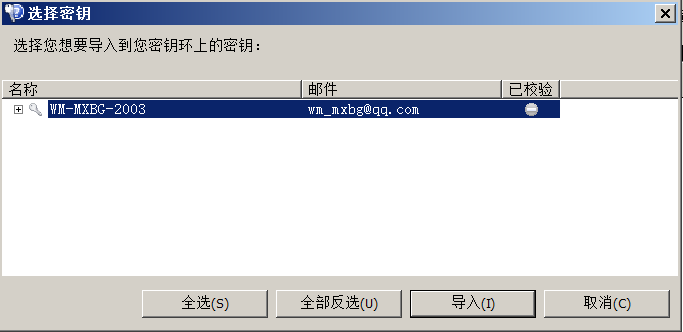 选择密钥
选择您想要导入到您密钥环上的密钥：
名称 邮件 已校验
WM-MXBG-2003 wm_mxbg@qq.com
全选(S) 全部反选(U) 导入(I) 取消(C)